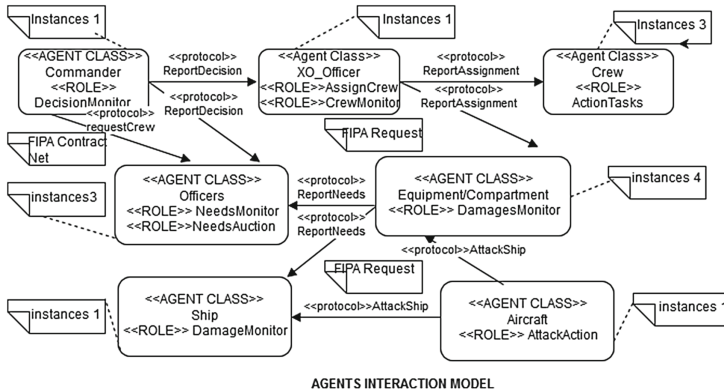 Instances 1
Instances 1
Instances 3
<<AGENT CLASS>>
Commander
<<ROLE>>
DecisionMonitor
<<protocol>>
ReportDecision
<<protocol>>
ReportDecision
<<protocol>>
requestCrew
<<Agent Class>>
XO_Officer
<<ROLE>>AssignCrew
<<ROLE>>CrewMonitor
<<protocol>>
ReportAssignment
<<protocol>>
ReportAssignment
<<Agent Class>
Crew
<<ROLE>>
ActionTasks
FIPA Contract
Net
FIPA Request
instances3
<<AGENT CLASS>>
Officers
<<ROLE>> NeedsMonitor
<<ROLE>>NeedsAuction
<<protocol>>
ReportNeeds
<<protocol>>
ReportNeeds
<<AGENT CLASS>>
Equipment/Compartment
<<ROLE>> DamagesMonitor
instances 4
<<protocol>>AttackShip
FIPA Request
instances 1
<<AGENT CLASS>>
Ship
<<ROLE>> DamageMonitor
<<protocol>>AttackShip
<<AGENT CLASS>>
Aircraft
<<ROLE>> AttackAction
instances 1
AGENTS INTERACTION MODEL